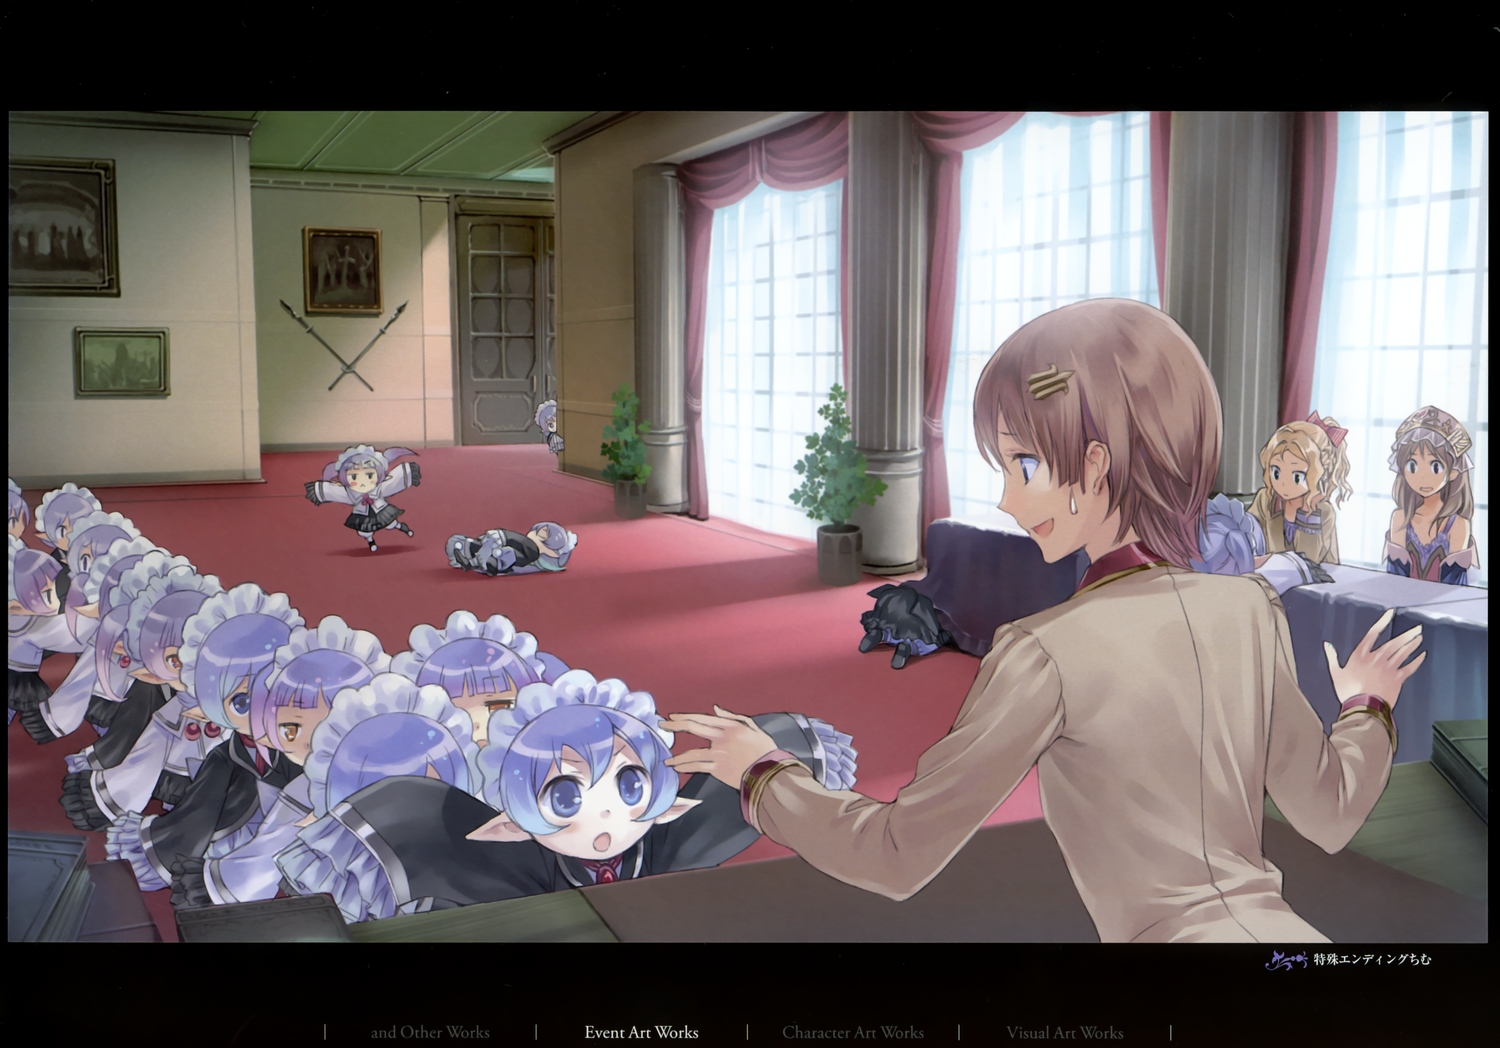 特殊エンディングちむ
and Other Works
Event Art Works
Character Art Works
Visual Art Works